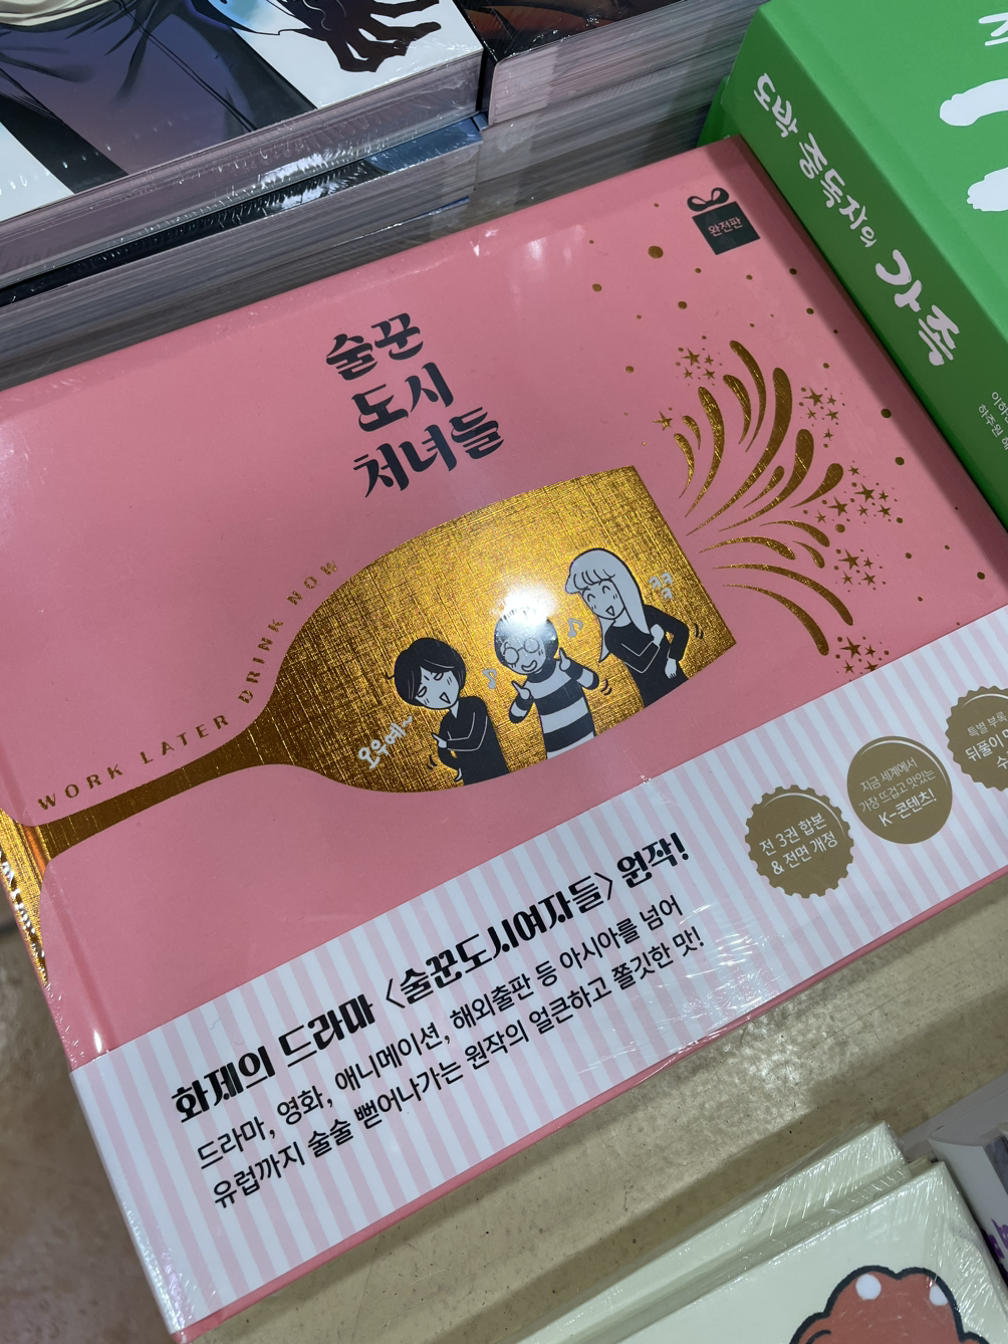 완전판
술꾼
도시
처녀들
WORK LATER DRINK NOW
오우예~
ㅋㅋ
화제의 드라마 〈술꾼도시여자들〉 원작!
드라마, 영화, 애니메이션, 해외출판 등 아시아를 넘어
유럽까지 술술 뻗어나가는 원작의 얼큰하고 쫄깃한 맛!
전 3권 합본
& 전면 개정
지금 세계에서
가장 뜨겁고 맛있는
K-콘텐츠!
특별 부록
뒤풀이
도박 중독자의 가족
하주원